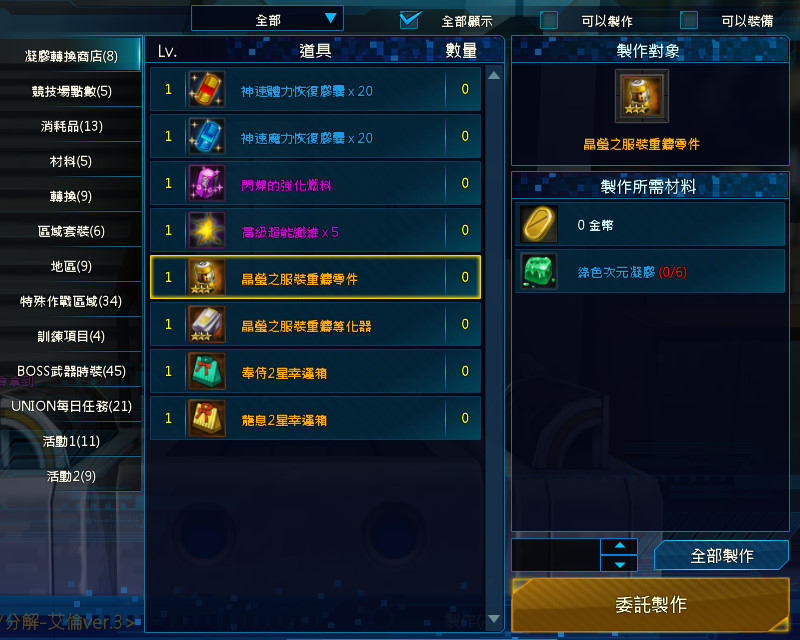 全部
全部顯示
可以製作
可以裝備
凝膠轉換商店(8)
競技場點數(5)
消耗品(13)
材料(5)
轉換(9)
區域套裝(6)
地區(9)
特殊作戰區域(34)
訓練項目(4)
BOSS武器時裝(45)
UNION每日任務(21)
活動1(11)
活動2(9)
Lv.
道具
數量
1
神速體力恢復膠囊 x 20
0
1
神速魔力恢復膠囊 x 20
0
1
閃爍的強化燃料
0
1
高級超能纖維 x 5
0
1
晶瑩之服裝重鑄零件
0
1
晶瑩之服裝重鑄等化器
0
1
奉侍2星幸運箱
0
1
龍息2星幸運箱
0
製作對象
晶瑩之服裝重鑄零件
製作所需材料
0 金幣
綠色次元凝膠 (0/6)
全部製作
委託製作
/分解-艾倫ver.3>